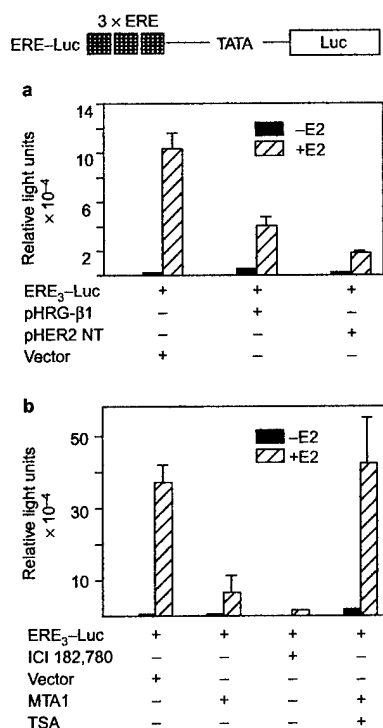 3 × ERE
ERE–Luc TATA Luc
a
Relative light units
× 10⁻⁴
14
10
6
2
–E2
+E2
ERE₃–Luc + + +
pHRG-β1 – + –
pHER2 NT – – +
Vector + – –
b
Relative light units
× 10⁻⁴
50
30
10
–E2
+E2
ERE₃–Luc + + + +
ICI 182,780 – – + –
Vector + – – –
MTA1 – + – +
TSA – – – +